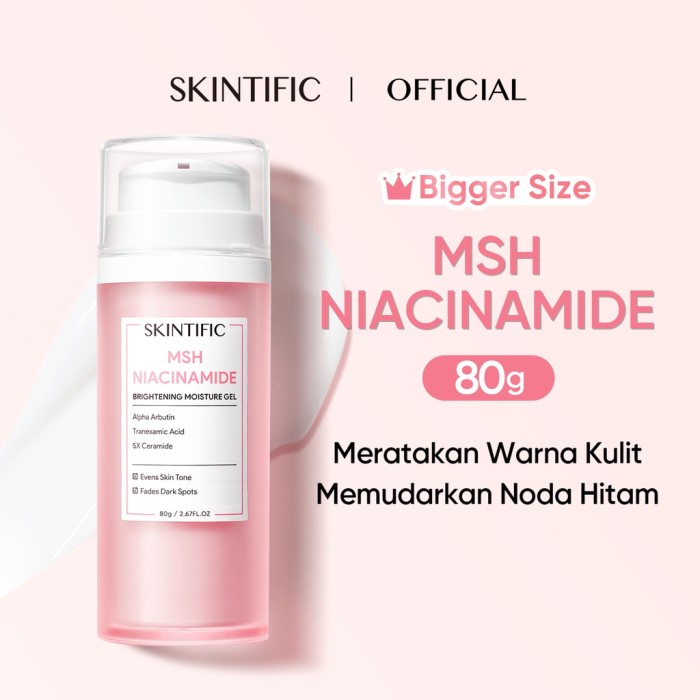 SKINTIFIC | OFFICIAL
Bigger Size
MSH
NIACINAMIDE
80g
Meratakan Warna Kulit
Memudarkan Noda Hitam
SKINTIFIC
MSH
NIACINAMIDE
BRIGHTENING MOISTURE GEL
Alpha Arbutin
Tranexamic Acid
5X Ceramide
☑ Evens Skin Tone
☑ Fades Dark Spots
80g / 2.67FL.OZ